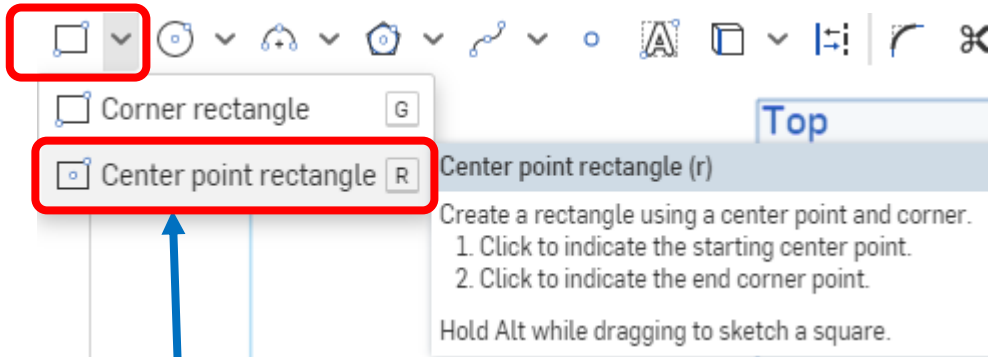 A
Corner rectangle G
Top
Center point rectangle R
Center point rectangle (r)
Create a rectangle using a center point and corner.
1. Click to indicate the starting center point.
2. Click to indicate the end corner point.
Hold Alt while dragging to sketch a square.